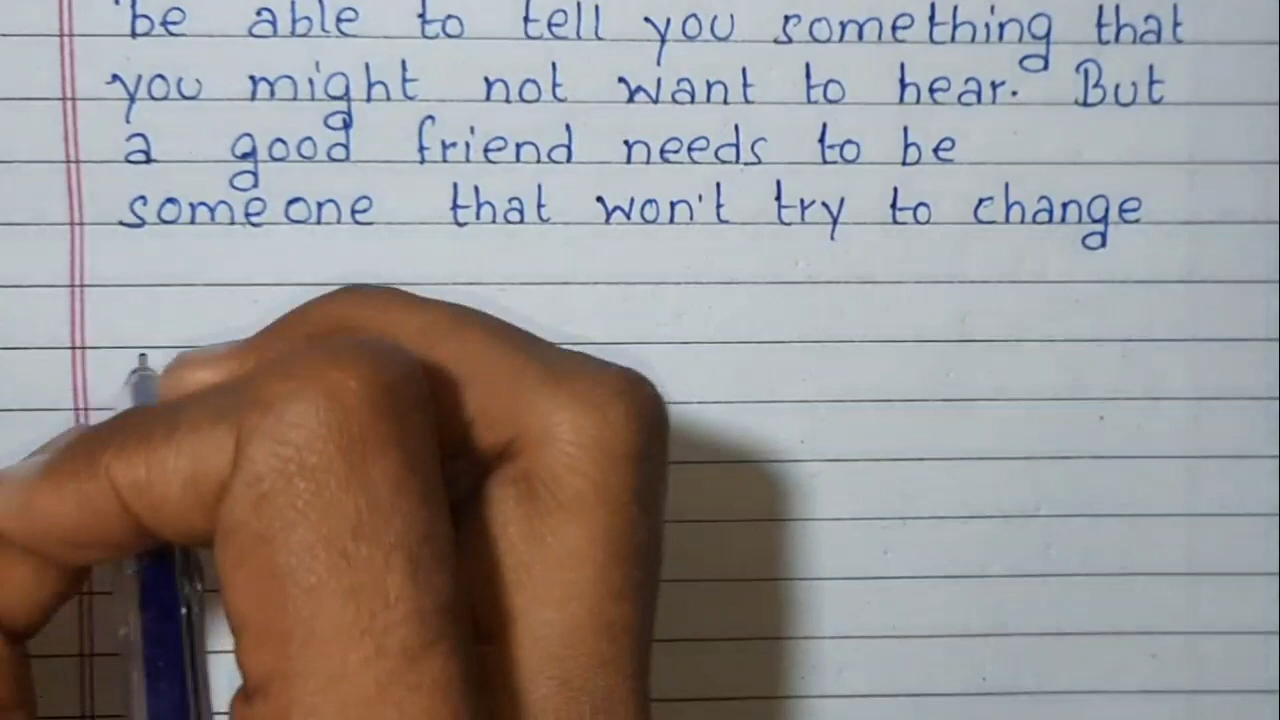 be able to tell you something that
you might not want to hear. But
a good friend needs to be
someone that won't try to change